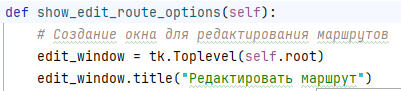 def show_edit_route_options(self):
    # Создание окна для редактирования маршрутов
    edit_window = tk.Toplevel(self.root)
    edit_window.title("Редактировать маршрут")